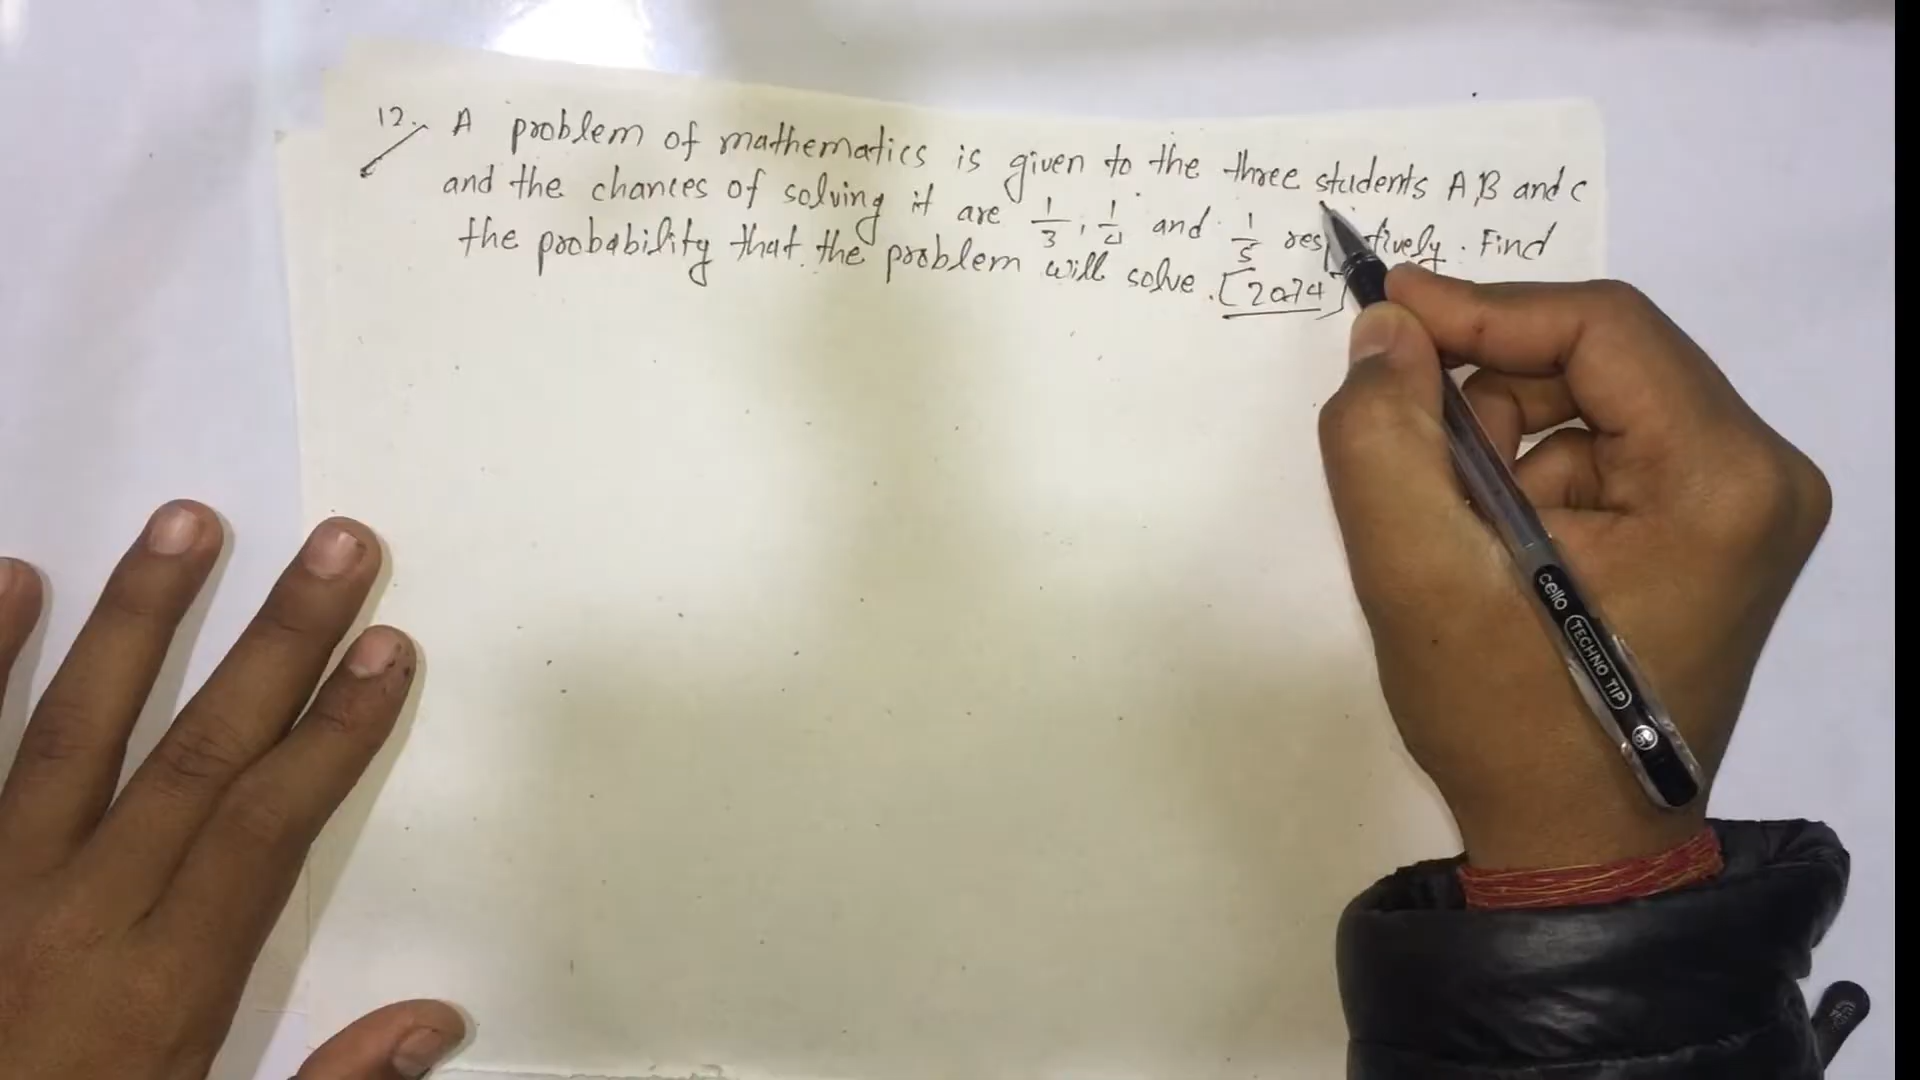 12. A problem of mathematics is given to the three students A, B and C
and the chances of solving it are 1/3, 1/4 and 1/5 respectively. Find
the probability that the problem will solve. [2074]
cello TECHNO TIP